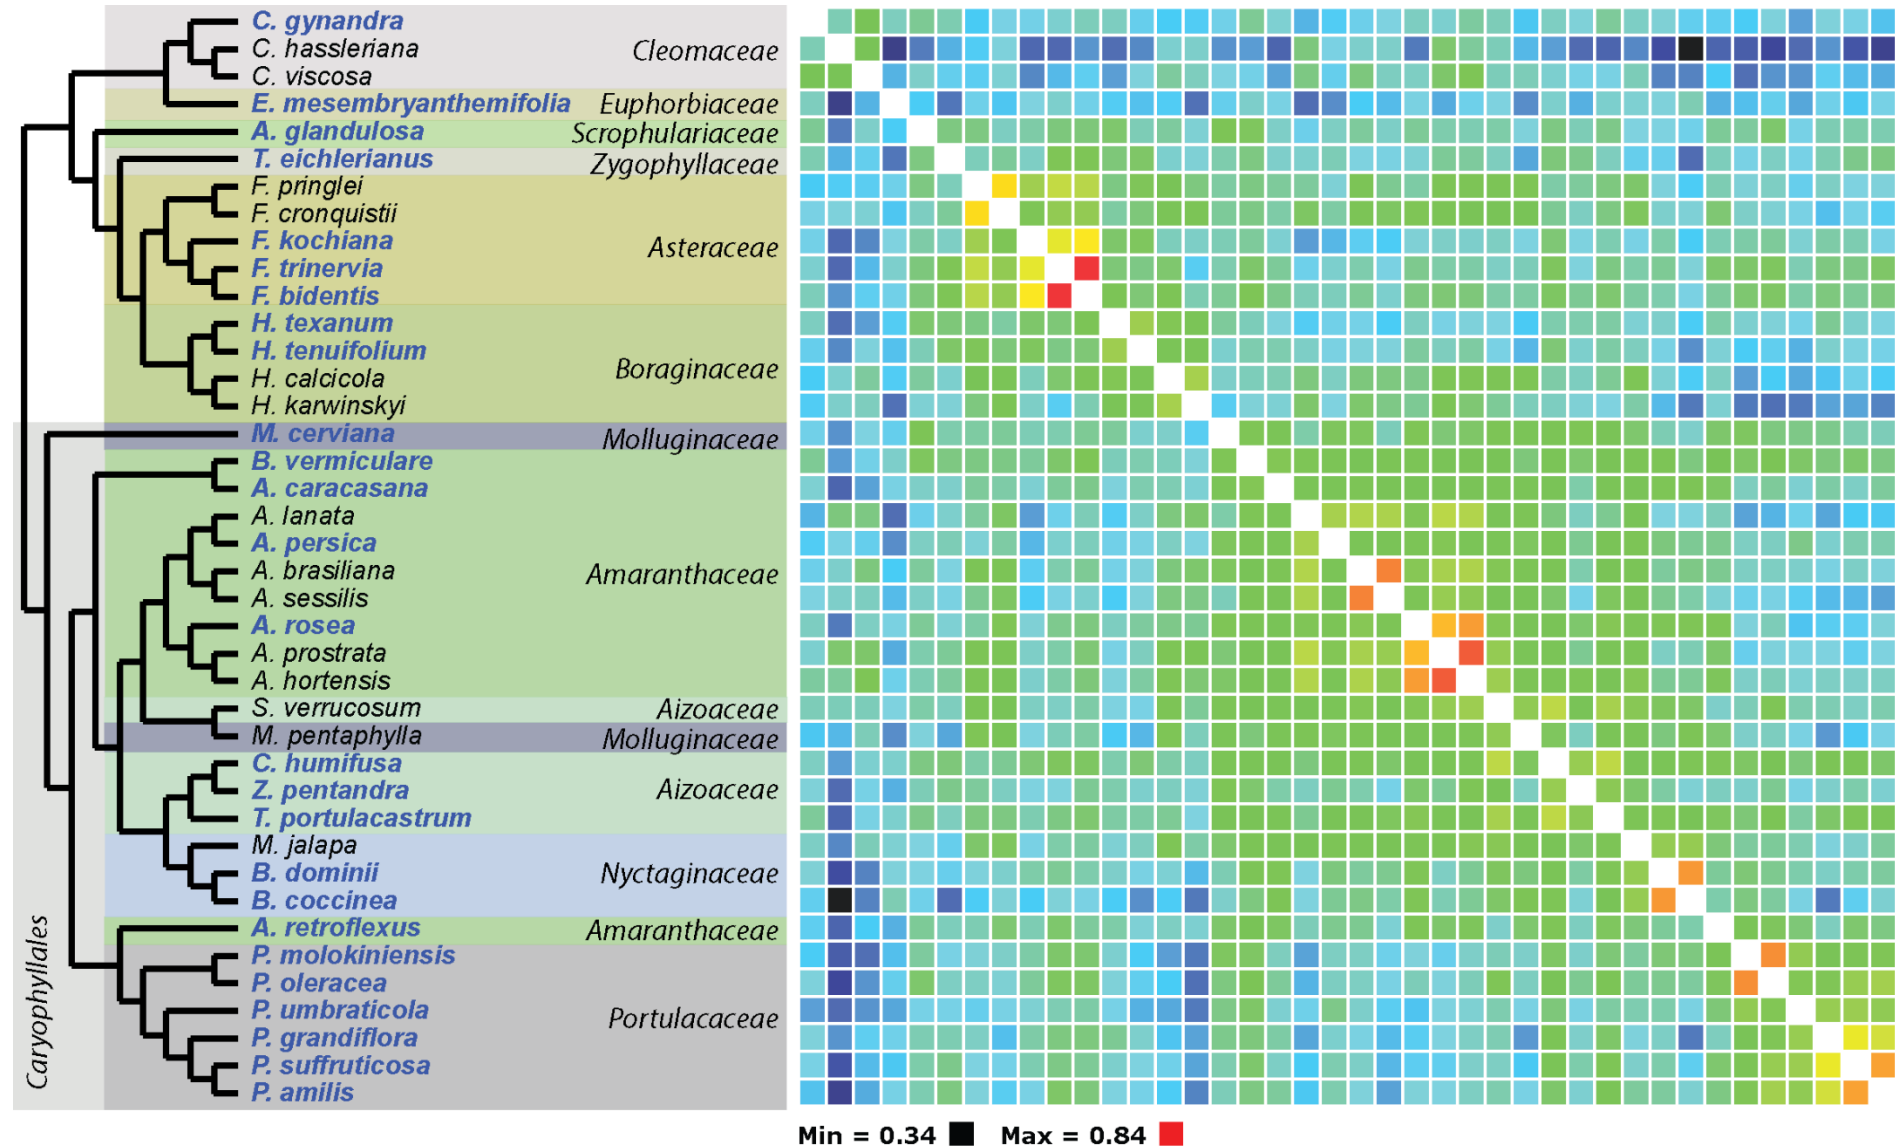 C. gynandra
C. hassleriana
Cleomaceae
C. viscosa
E. mesembryanthemifolia Euphorbiaceae
A. glandulosa Scrophulariaceae
T. eichlerianus Zygophyllaceae
F. pringlei
F. cronquistii
F. kochiana
Asteraceae
F. trinervia
F. bidentis
H. texanum
H. tenuifolium
Boraginaceae
H. calcicola
H. karwinskyi
M. cerviana Molluginaceae
B. vermiculare
A. caracasana
A. lanata
A. persica
A. brasiliana Amaranthaceae
A. sessilis
A. rosea
A. prostrata
A. hortensis
S. verrucosum Aizoaceae
M. pentaphylla Molluginaceae
C. humifusa
Z. pentandra Aizoaceae
T. portulacastrum
M. jalapa
B. dominii Nyctaginaceae
B. coccinea
A. retroflexus Amaranthaceae
P. molokiniensis
P. oleracea
P. umbraticola Portulacaceae
P. grandiflora
P. suffruticosa
P. amilis
Caryophyllales
Min = 0.34 Max = 0.84